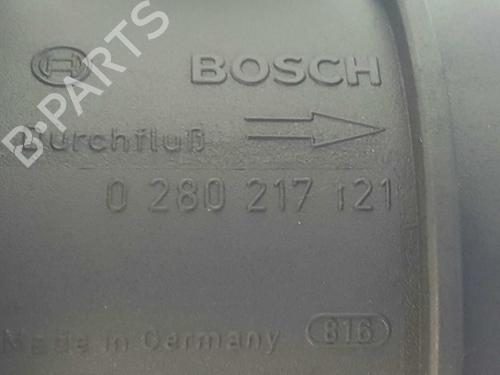 BOSCH
Durchfluß
0 280 217 121
Made in Germany 816
B-PARTS